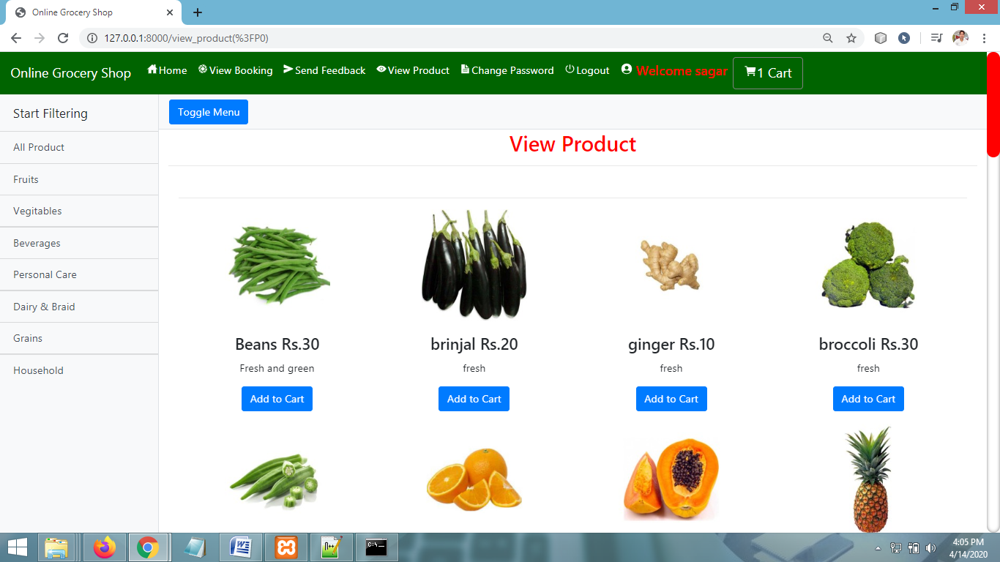 Online Grocery Shop
127.0.0.1:8000/view_product(%3FP0)
Online Grocery Shop Home View Booking Send Feedback View Product Change Password Logout Welcome sagar 1 Cart
Start Filtering
All Product
Fruits
Vegitables
Beverages
Personal Care
Dairy & Braid
Grains
Household
Toggle Menu
View Product
Beans Rs.30 brinjal Rs.20 ginger Rs.10 broccoli Rs.30
Fresh and green fresh fresh fresh
Add to Cart Add to Cart Add to Cart Add to Cart
4:05 PM
4/14/2020